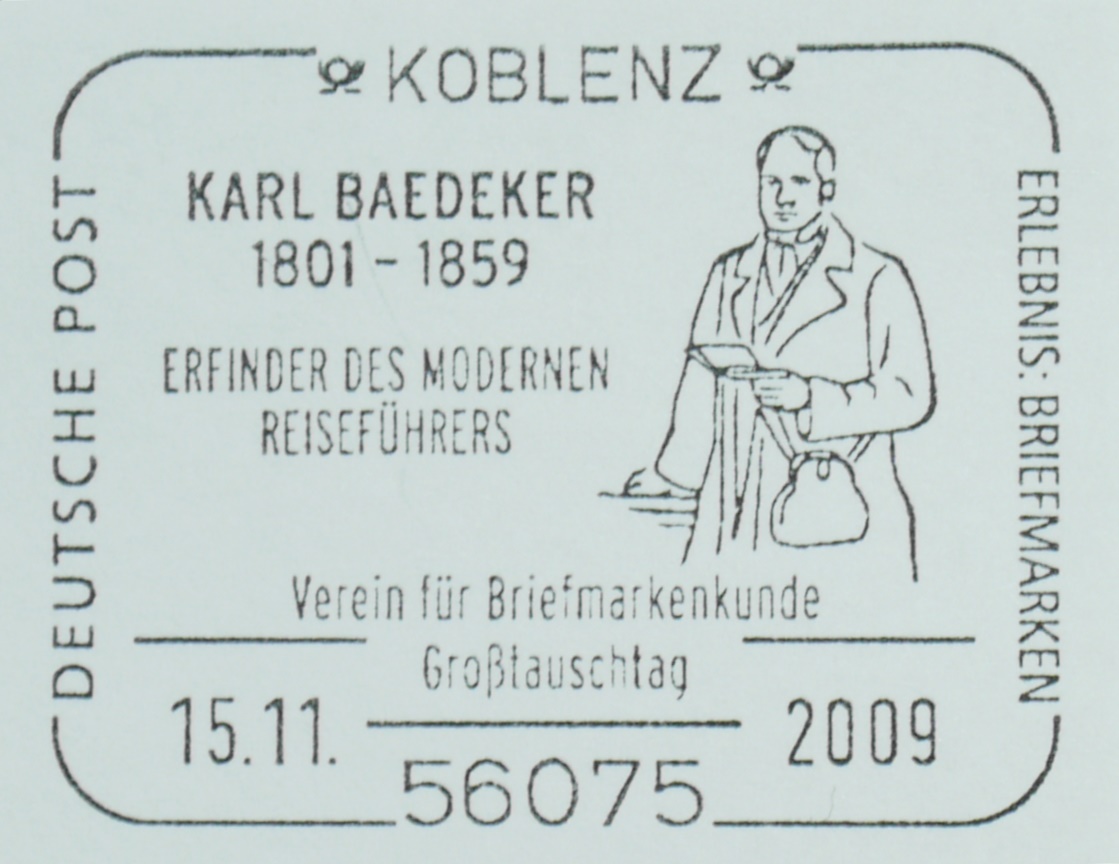 KOBLENZ
DEUTSCHE POST
KARL BAEDEKER
1801 - 1859
ERFINDER DES MODERNEN
REISEFÜHRERS
ERLEBNIS: BRIEFMARKEN
Verein für Briefmarkenkunde
Großtauschtag
15.11. 2009
56075